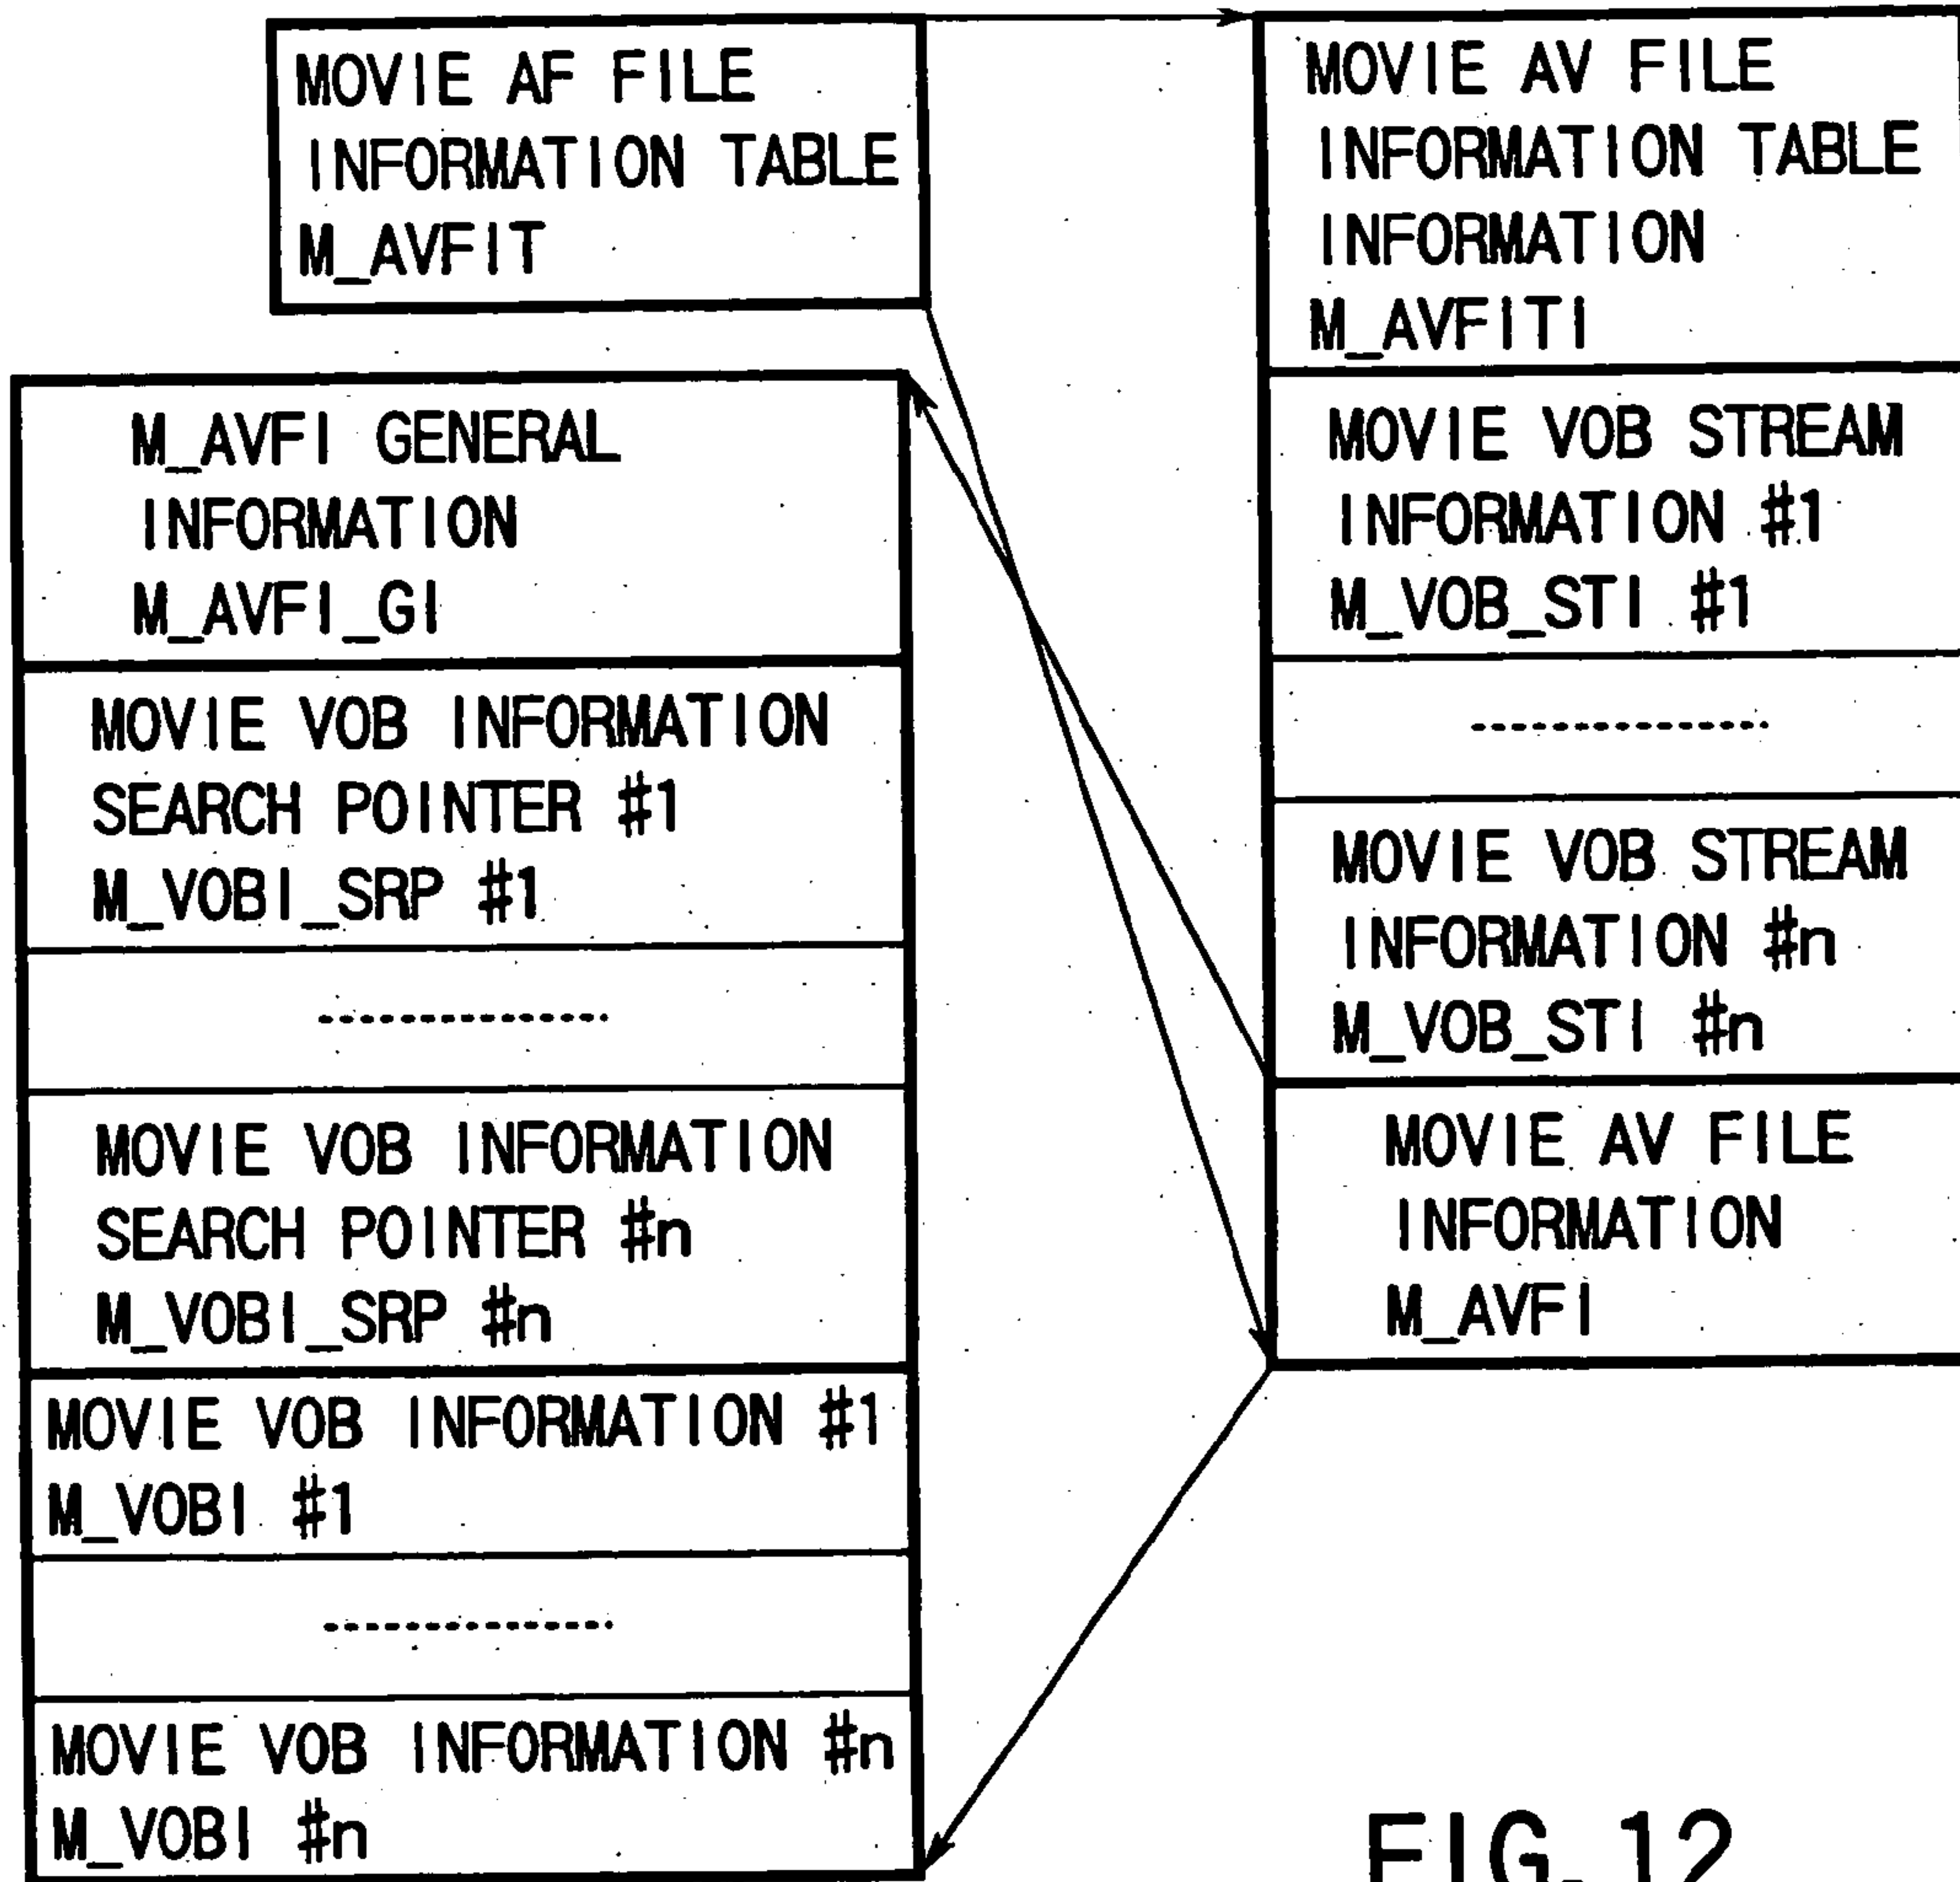 MOVIE AF FILE
INFORMATION TABLE
M_AVFIT
MOVIE AV FILE
INFORMATION TABLE
INFORMATION
M_AVFITI
MOVIE VOB STREAM
INFORMATION #1
M_VOB_STI #1
---------------
MOVIE VOB STREAM
INFORMATION #n
M_VOB_STI #n
MOVIE AV FILE
INFORMATION
M_AVFI
M_AVFI GENERAL
INFORMATION
M_AVFI_GI
MOVIE VOB INFORMATION
SEARCH POINTER #1
M_VOBI_SRP #1
---------------
MOVIE VOB INFORMATION
SEARCH POINTER #n
M_VOBI_SRP #n
MOVIE VOB INFORMATION #1
M_VOBI #1
---------------
MOVIE VOB INFORMATION #n
M_VOBI #n
FIG. 12